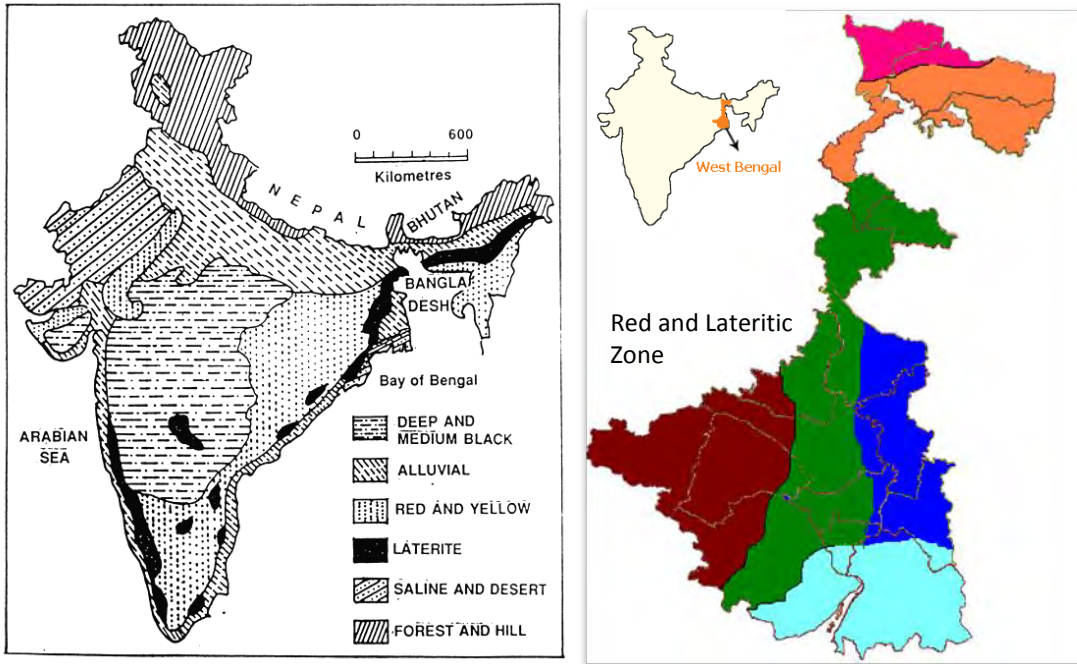 0 600
Kilometres
NEPAL
BHUTAN
BANGLA
DESH
Bay of Bengal
ARABIAN
SEA
DEEP AND
MEDIUM BLACK
ALLUVIAL
RED AND YELLOW
LATERITE
SALINE AND DESERT
FOREST AND HILL
West Bengal
Red and Lateritic
Zone